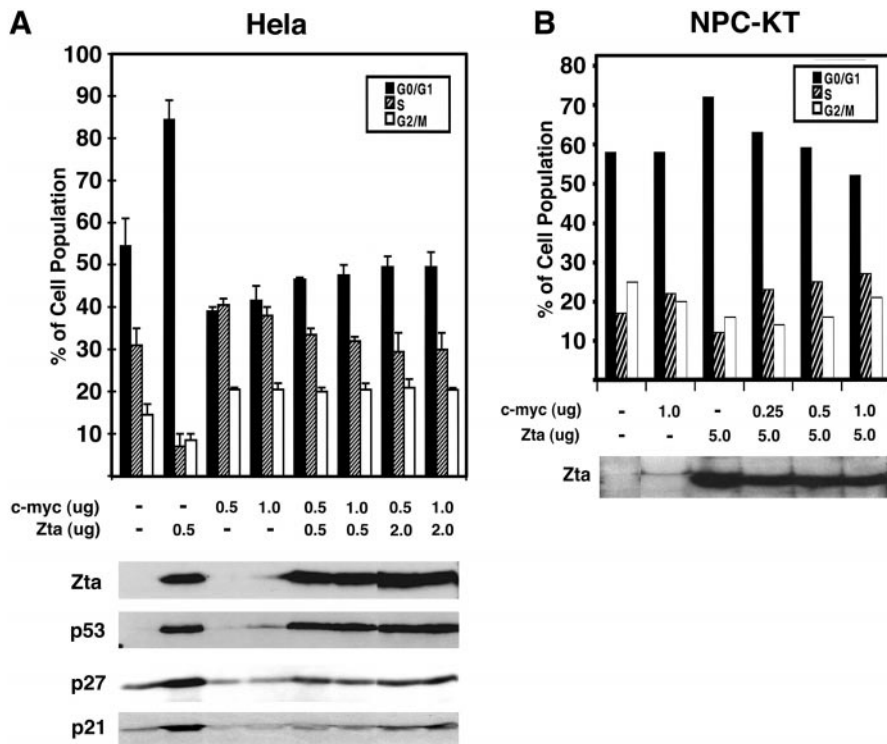 A
Hela
% of Cell Population
100
90
80
70
60
50
40
30
20
10
G0/G1
S
G2/M
c-myc (ug) - - 0.5 1.0 0.5 1.0 0.5 1.0
Zta (ug) - 0.5 - - 0.5 0.5 2.0 2.0
Zta
p53
p27
p21
B
NPC-KT
% of Cell Population
80
70
60
50
40
30
20
10
G0/G1
S
G2/M
c-myc (ug) - 1.0 - 0.25 0.5 1.0
Zta (ug) - - 5.0 5.0 5.0 5.0
Zta